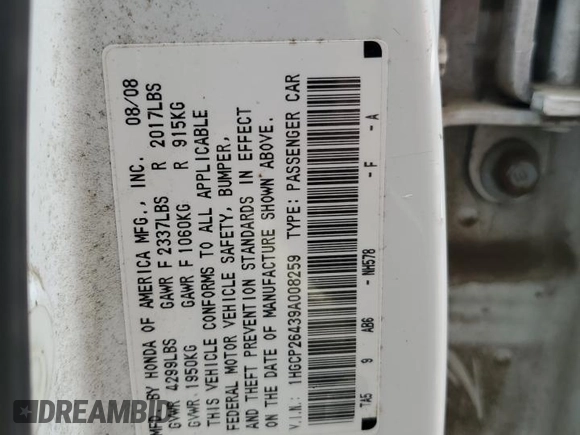 MFD. BY HONDA OF AMERICA MFG., INC. 08/08
GVWR 4299LBS GAWR F 2337LBS R 2017LBS
GVWR 1950KG GAWR F 1060KG R 915KG
THIS VEHICLE CONFORMS TO ALL APPLICABLE
FEDERAL MOTOR VEHICLE SAFETY, BUMPER,
AND THEFT PREVENTION STANDARDS IN EFFECT
ON THE DATE OF MANUFACTURE SHOWN ABOVE.
V.I.N.: 1HGCP26439A008259 TYPE: PASSENGER CAR
TA5 9 AB6 - NH578 - F - A
DREAMBID